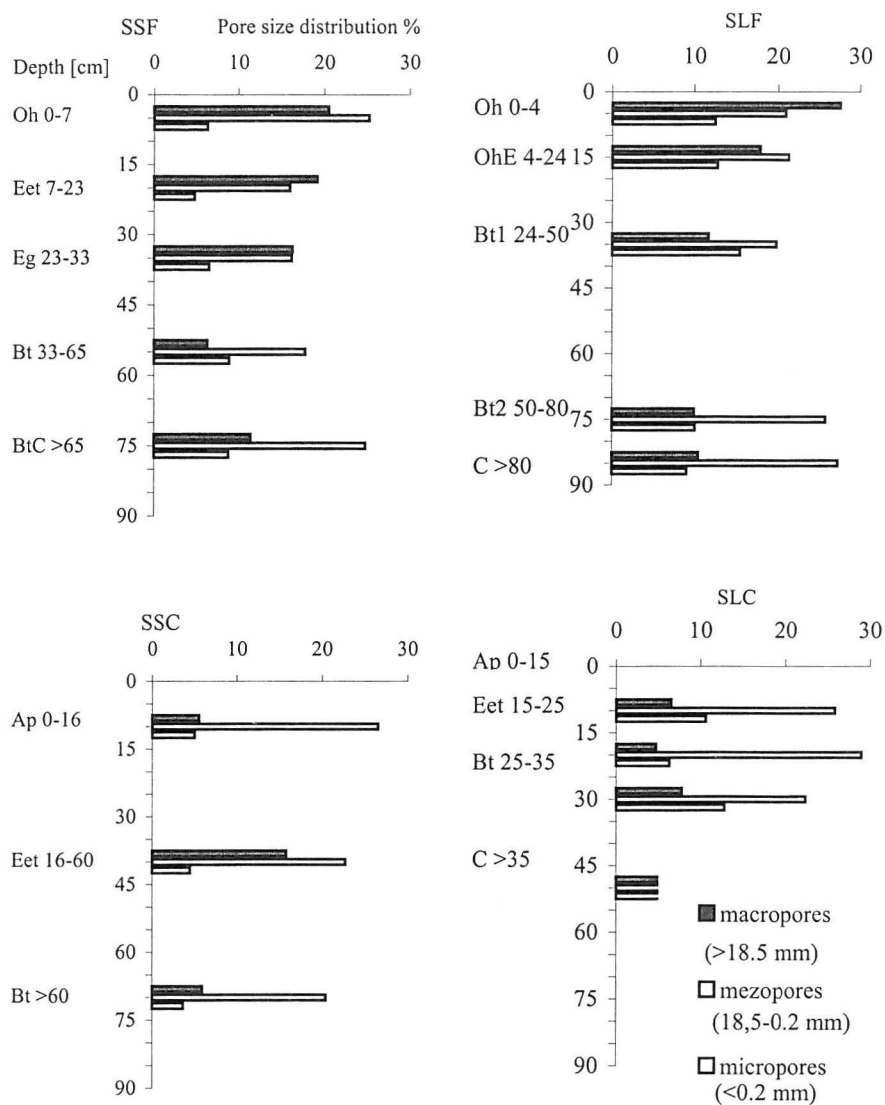 SSF Pore size distribution %
0 10 20 30
Depth [cm]
0
Oh 0-7
15
Eet 7-23
30
Eg 23-33
45
Bt 33-65
60
BtC >65
75
90
SLF
0 10 20 30
0
Oh 0-4
OhE 4-24 15
30
Bt1 24-50
45
60
Bt2 50-80
75
C >80
90
SSC
0 10 20 30
0
Ap 0-16
15
30
Eet 16-60
45
60
Bt >60
75
90
SLC
0 10 20 30
Ap 0-15
0
Eet 15-25
15
Bt 25-35
30
C >35
45
60
75
90
macropores
(>18.5 mm)
mezopores
(18,5-0.2 mm)
micropores
(<0.2 mm)